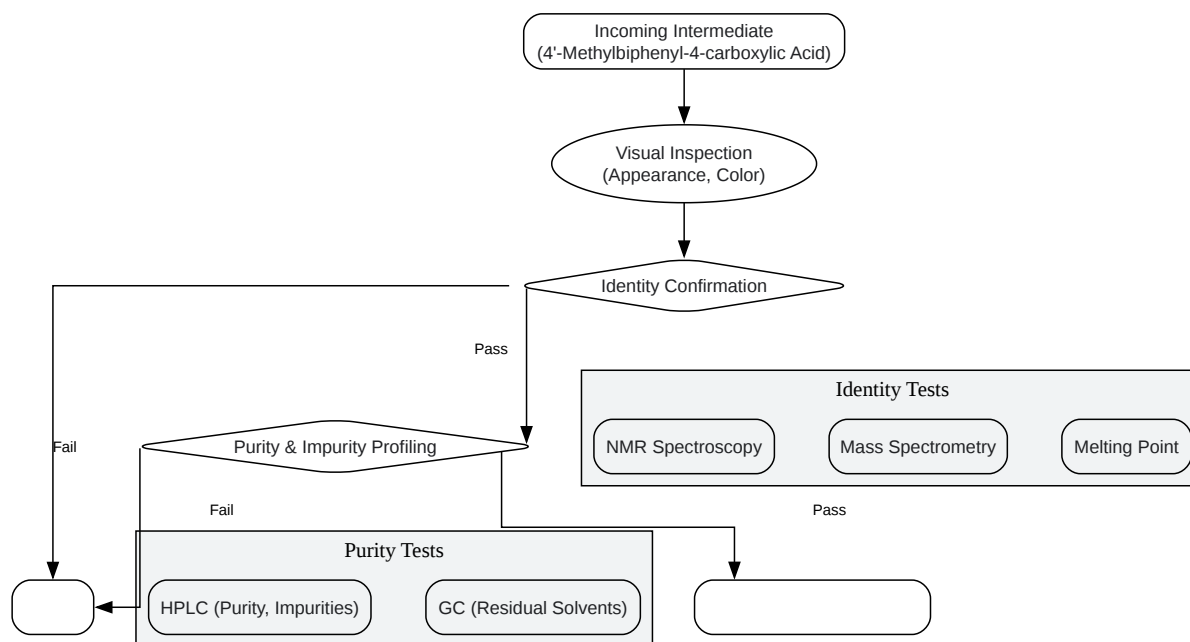 Incoming Intermediate
(4'-Methylbiphenyl-4-carboxylic Acid)
Visual Inspection
(Appearance, Color)
Identity Confirmation
Pass
Identity Tests
NMR Spectroscopy
Mass Spectrometry
Melting Point
Fail
Purity & Impurity Profiling
Fail
Pass
Purity Tests
HPLC (Purity, Impurities)
GC (Residual Solvents)